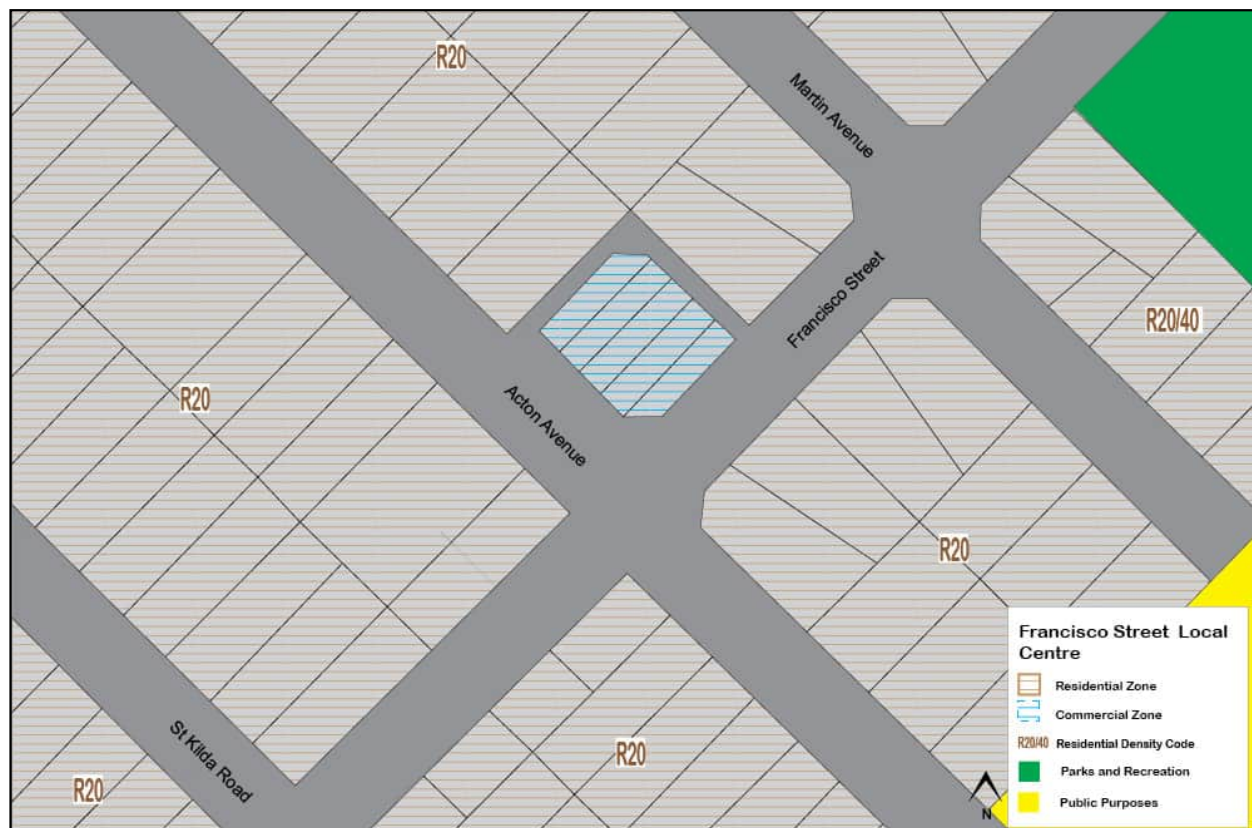 R20
Martin Avenue
Francisco Street
R20/40
R20
Acton Avenue
R20
Francisco Street Local
Centre
Residential Zone
Commercial Zone
R20/40 Residential Density Code
Parks and Recreation
Public Purposes
N
St Kilda Road
R20
R20